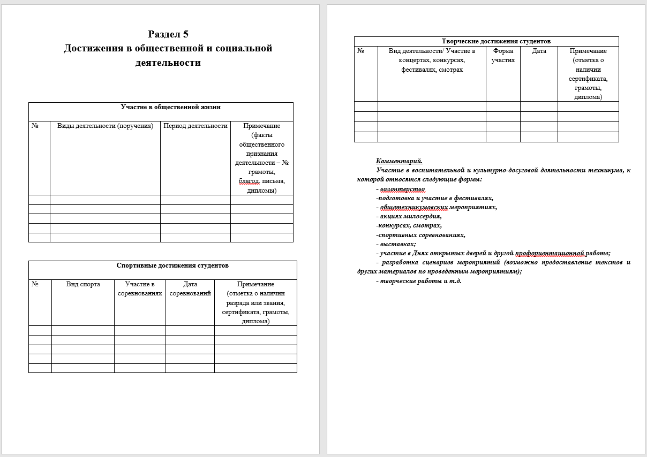 Раздел 5
Достижения в общественной и социальной
деятельности
Участие в общественной жизни
№ Виды деятельности (поручения) Период деятельности Примечание
(факты
общественного
признания
деятельности – №
грамоты,
благод. письма,
дипломы)
Спортивные достижения студентов
№ Вид спорта Участие в соревнованиях Дата соревнований Примечание
(отметка о наличии
разряда или звания,
сертификата, грамоты,
диплома)
Творческие достижения студентов
№ Вид деятельности/ Участие в
концертах, конкурсах,
фестивалях, смотрах
Форма
участия
Дата
Примечание
(отметка о
наличии
сертификата,
грамоты,
диплома)
Комментарий.
Участие в воспитательной и культурно досуговой деятельности техникума, к
которой относятся следующие формы:
- волонтерство
-подготовка и участие в фестивалях,
- общетехникумовских мероприятиях,
- акциях милосердия,
-конкурсах, смотрах,
-спортивных соревнованиях,
- выставках;
- участие в Днях открытых дверей и другой профориентационной работе;
- разработка сценария мероприятий (возможно предоставление текстов и
других материалов по проведенным мероприятиям);
- творческие работы и т.д.